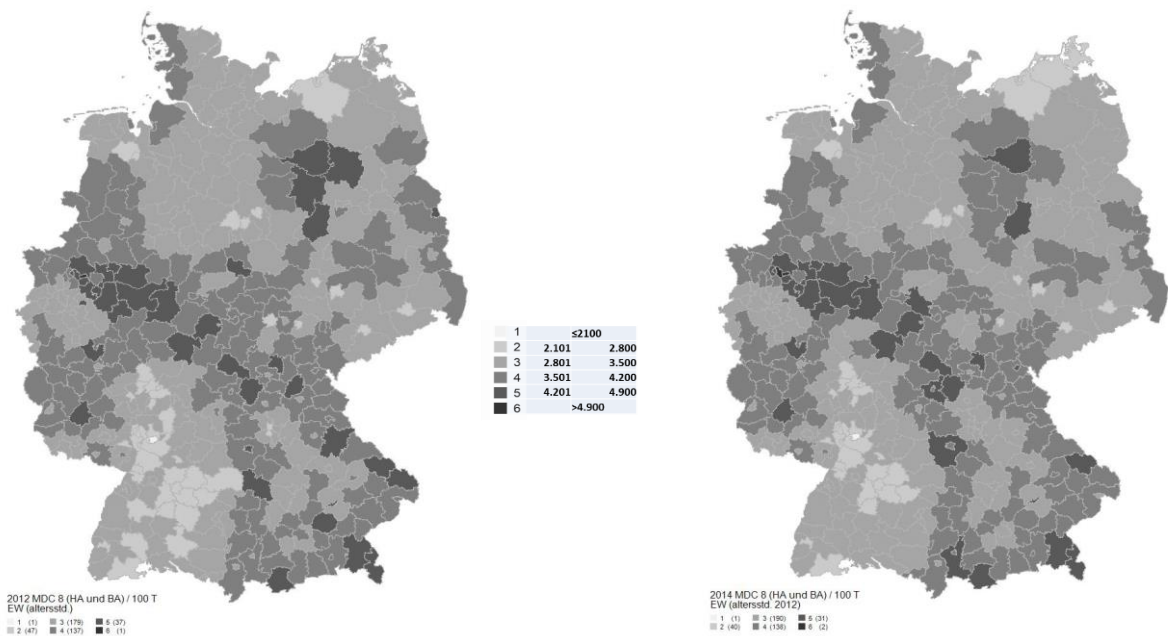 1 ≤2100
2 2.101 2.800
3 2.801 3.500
4 3.501 4.200
5 4.201 4.900
6 >4.900
2012 MDC 8 (HA und BA) / 100 T
EW (altersstd.)
1 (1) 3 (179) 5 (37)
2 (47) 4 (137) 6 (1)
2014 MDC 8 (HA und BA) / 100 T
EW (altersstd. 2012)
1 (1) 3 (190) 5 (31)
2 (40) 4 (138) 6 (2)